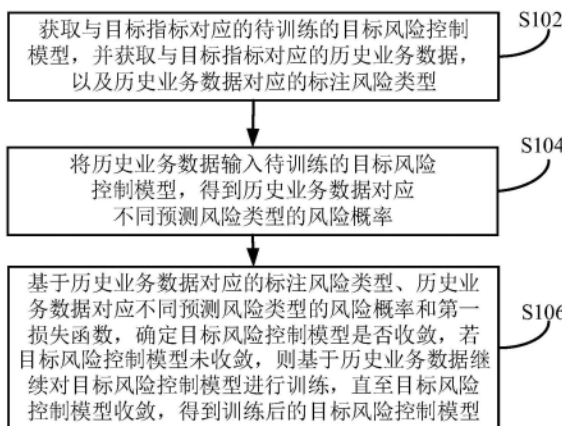 获取与目标指标对应的待训练的目标风险控制
模型，并获取与目标指标对应的历史业务数据，
以及历史业务数据对应的标注风险类型
S102
将历史业务数据输入待训练的目标风险
控制模型，得到历史业务数据对应
不同预测风险类型的风险概率
S104
基于历史业务数据对应的标注风险类型、历史业
务数据对应不同预测风险类型的风险概率和第一
损失函数，确定目标风险控制模型是否收敛，若
目标风险控制模型未收敛，则基于历史业务数据继
续对目标风险控制模型进行训练，直至目标风险
控制模型收敛，得到训练后的目标风险控制模型
S106